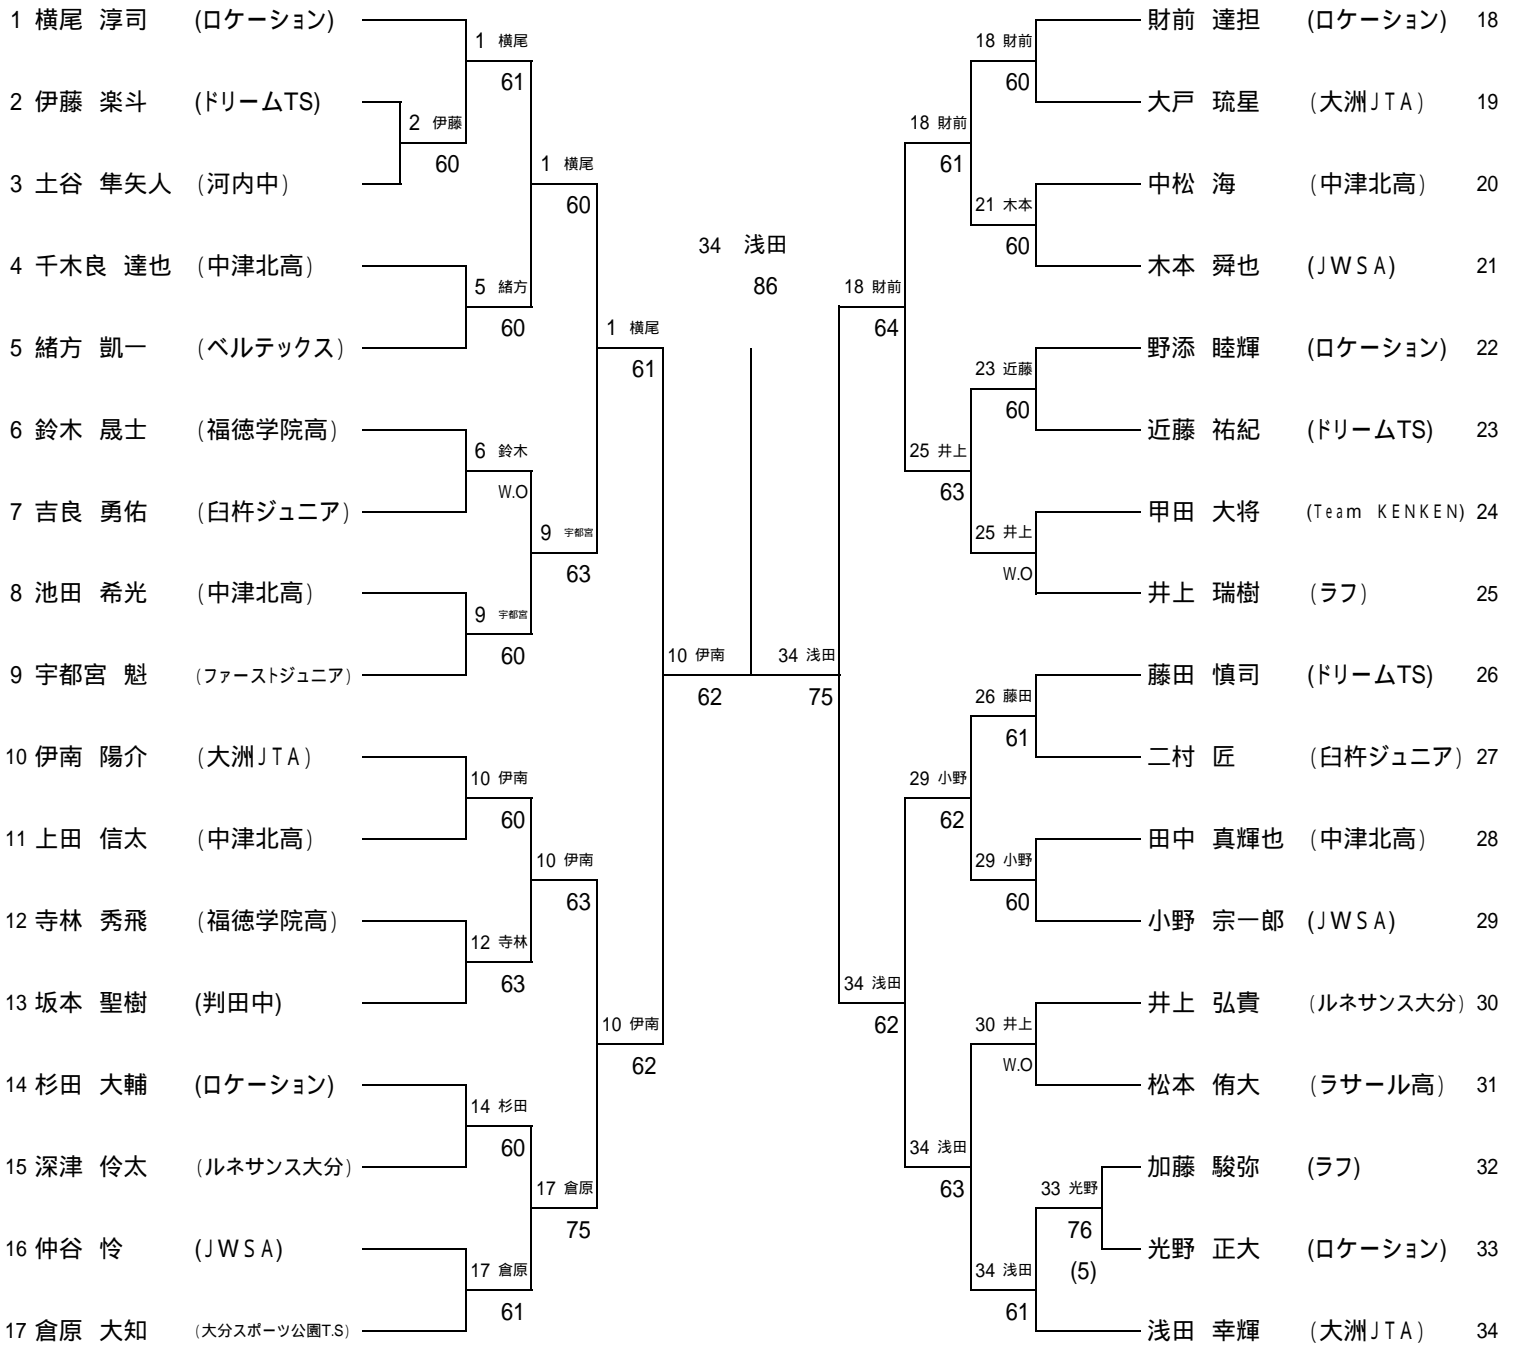 1 横尾 淳司 (ロケーション)
2 伊藤 楽斗 (ドリームTS)
3 土谷 隼矢人 (河内中)
4 千木良 達也 (中津北高)
5 緒方 凱一 (ベルテックス)
6 鈴木 晟士 (福徳学院高)
7 吉良 勇佑 (臼杵ジュニア)
8 池田 希光 (中津北高)
9 宇都宮 魁 (ファーストジュニア)
10 伊南 陽介 (大洲JTA)
11 上田 信太 (中津北高)
12 寺林 秀飛 (福徳学院高)
13 坂本 聖樹 (判田中)
14 杉田 大輔 (ロケーション)
15 深津 伶太 (ルネサンス大分)
16 仲谷 怜 (JWSA)
17 倉原 大知 (大分スポーツ公園T.S)
2 伊藤
60
1 横尾
61
5 緒方
60
6 鈴木
W.O
9 宇都宮
60
10 伊南
60
12 寺林
63
14 杉田
60
17 倉原
61
1 横尾
60
9 宇都宮
63
10 伊南
63
17 倉原
75
1 横尾
61
10 伊南
62
10 伊南
62
34 浅田
86
34 浅田
75
18 財前
64
34 浅田
62
18 財前
61
25 井上
63
29 小野
62
34 浅田
63
18 財前
60
21 木本
60
23 近藤
60
25 井上
W.O
26 藤田
61
29 小野
60
30 井上
W.O
34 浅田
61
33 光野
76
(5)
財前 達担 (ロケーション) 18
大戸 琉星 (大洲JTA) 19
中松 海 (中津北高) 20
木本 舜也 (JWSA) 21
野添 睦輝 (ロケーション) 22
近藤 祐紀 (ドリームTS) 23
甲田 大将 (Team KENKEN) 24
井上 瑞樹 (ラフ) 25
藤田 慎司 (ドリームTS) 26
二村 匠 (臼杵ジュニア) 27
田中 真輝也 (中津北高) 28
小野 宗一郎 (JWSA) 29
井上 弘貴 (ルネサンス大分) 30
松本 侑大 (ラサール高) 31
加藤 駿弥 (ラフ) 32
光野 正大 (ロケーション) 33
浅田 幸輝 (大洲JTA) 34